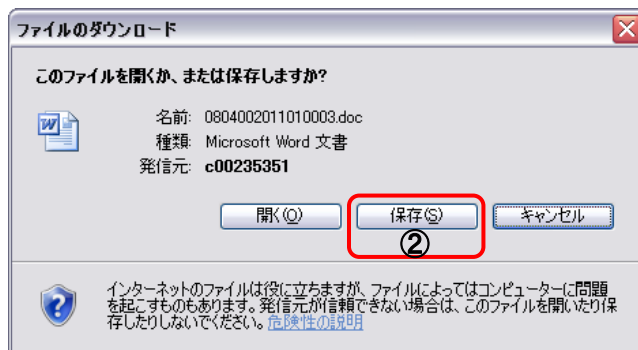 ファイルのダウンロード
このファイルを開くか、または保存しますか?
名前: 0804002011010003.doc
種類: Microsoft Word 文書
発信元: c00235351
開く(O) 保存(S) キャンセル
②
インターネットのファイルは役に立ちますが、ファイルによってはコンピューターに問題
を起こすものもあります。発信元が信頼できない場合は、このファイルを開いたり保
存したりしないでください。危険性の説明